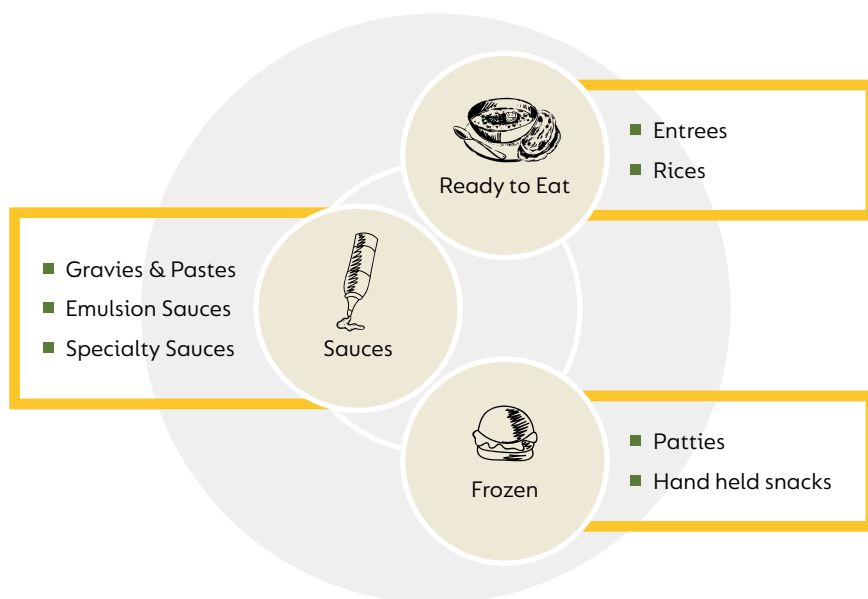 Ready to Eat
Entrees
Rices
Sauces
Gravies & Pastes
Emulsion Sauces
Specialty Sauces
Frozen
Patties
Hand held snacks